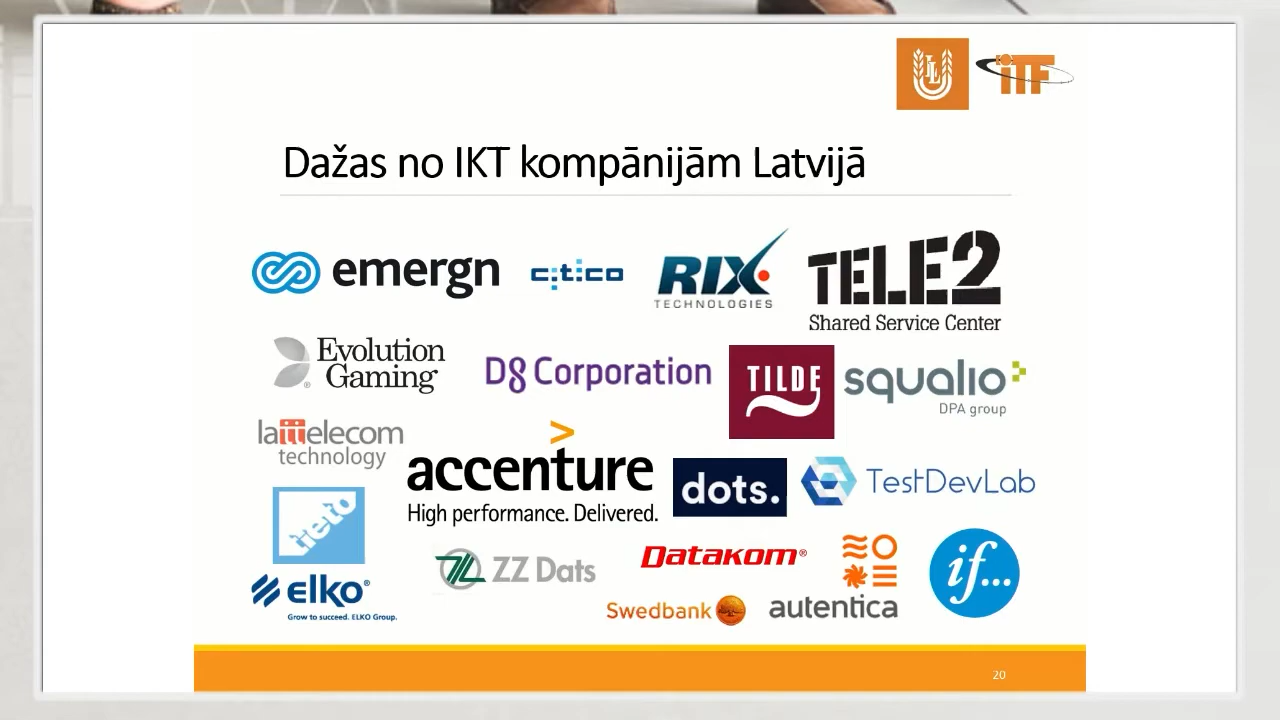 iTF
Dažas no IKT kompānijām Latvijā
emergn
citico
RIX
TECHNOLOGIES
TELE2
Shared Service Center
Evolution
Gaming
D8 Corporation
TILDE
squalio
DPA group
lattelecom
technology
accenture
High performance. Delivered.
dots.
TestDevLab
tieto
ZZ Dats
Datakom®
elko®
Grow to succeed. ELKO Group.
Swedbank
autentica
if...
20